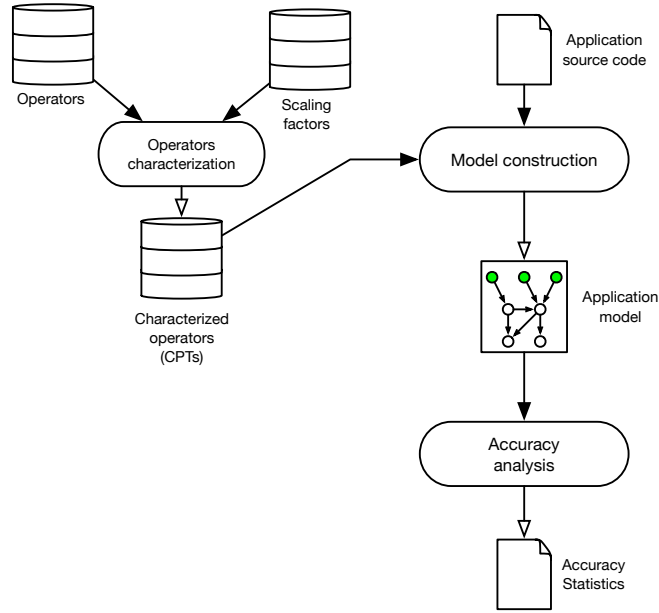 Operators
Scaling
factors
Operators
characterization
Characterized
operators
(CPTs)
Application
source code
Model construction
Application
model
Accuracy
analysis
Accuracy
Statistics